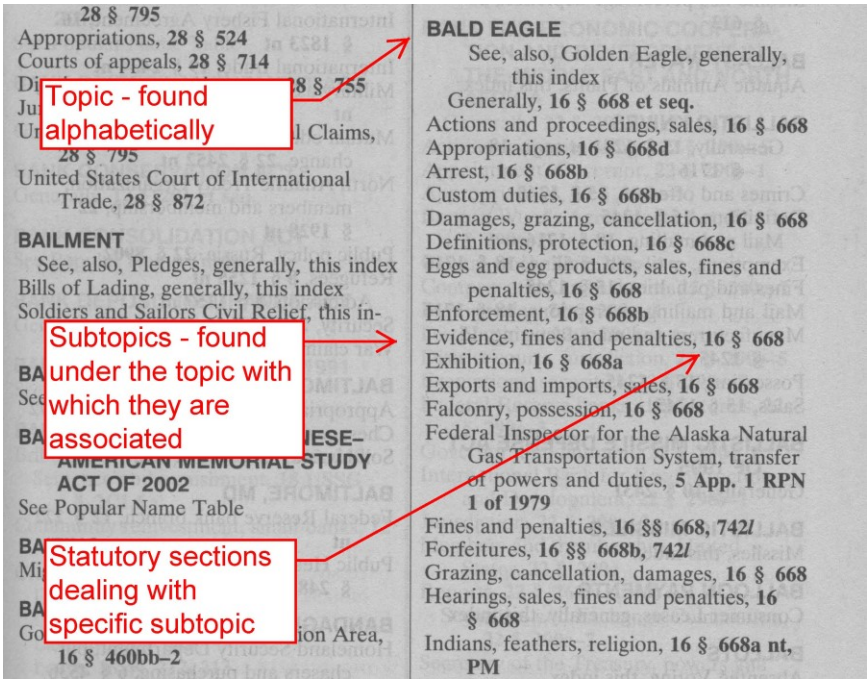 28 § 795
Appropriations, 28 § 524
Courts of appeals, 28 § 714
28 § 755
Claims,
28 § 795
United States Court of International
Trade, 28 § 872
BAILMENT
See, also, Pledges, generally, this index
Bills of Lading, generally, this index
Soldiers and Sailors Civil Relief, this in-
AMERICAN MEMORIAL STUDY
ACT OF 2002
See Popular Name Table
16 § 460bb–2
Topic - found
alphabetically
Subtopics - found
under the topic with
which they are
associated
Statutory sections
dealing with
specific subtopic
BALD EAGLE
See, also, Golden Eagle, generally,
this index
Generally, 16 § 668 et seq.
Actions and proceedings, sales, 16 § 668
Appropriations, 16 § 668d
Arrest, 16 § 668b
Custom duties, 16 § 668b
Damages, grazing, cancellation, 16 § 668
Definitions, protection, 16 § 668c
Eggs and egg products, sales, fines and
penalties, 16 § 668
Enforcement, 16 § 668b
Evidence, fines and penalties, 16 § 668
Exhibition, 16 § 668a
Exports and imports, sales, 16 § 668
Falconry, possession, 16 § 668
Federal Inspector for the Alaska Natural
Gas Transportation System, transfer
of powers and duties, 5 App. 1 RPN
1 of 1979
Fines and penalties, 16 §§ 668, 742l
Forfeitures, 16 §§ 668b, 742l
Grazing, cancellation, damages, 16 § 668
Hearings, sales, fines and penalties, 16
§ 668
Indians, feathers, religion, 16 § 668a nt,
PM